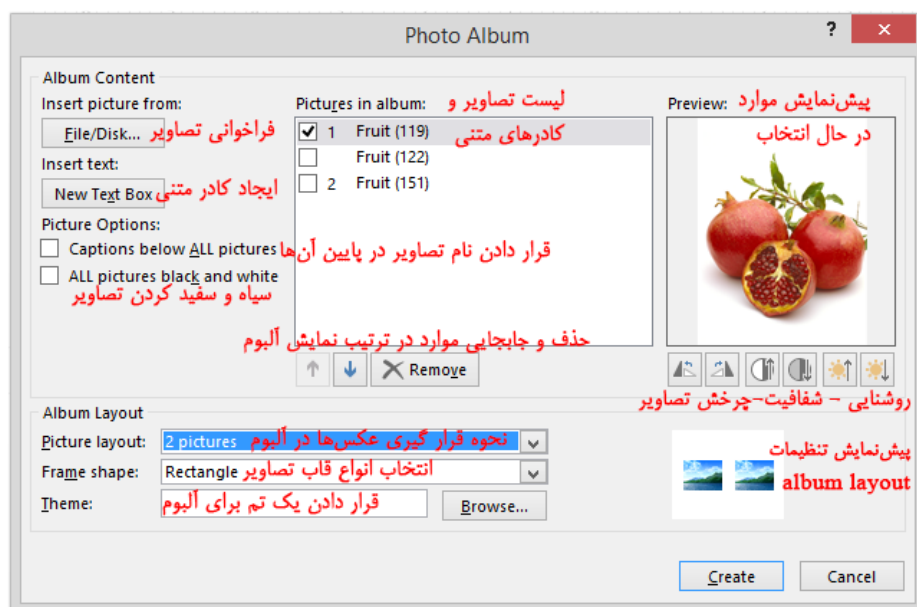 Photo Album
? ×
Album Content
Insert picture from:
File/Disk...
فراخوانی تصاویر
Insert text:
New Text Box
ایجاد کادر متنی
Picture Options:
Captions below ALL pictures
قرار دادن نام تصاویر در پایین آن‌ها
ALL pictures black and white
سیاه و سفید کردن تصاویر
Pictures in album:
لیست تصاویر و
کادرهای متنی
1 Fruit (119)
Fruit (122)
2 Fruit (151)
حذف و جابجایی موارد در ترتیب نمایش آلبوم
Remove
Preview:
پیش‌نمایش موارد
در حال انتخاب
روشنایی - شفافیت-چرخش تصاویر
Album Layout
Picture layout:
2 pictures
نحوه قرار گیری عکس‌ها در آلبوم
Frame shape:
Rectangle
انتخاب انواع قاب تصاویر
Theme:
قرار دادن یک تم برای آلبوم
Browse...
پیش‌نمایش تنظیمات
album layout
Create
Cancel